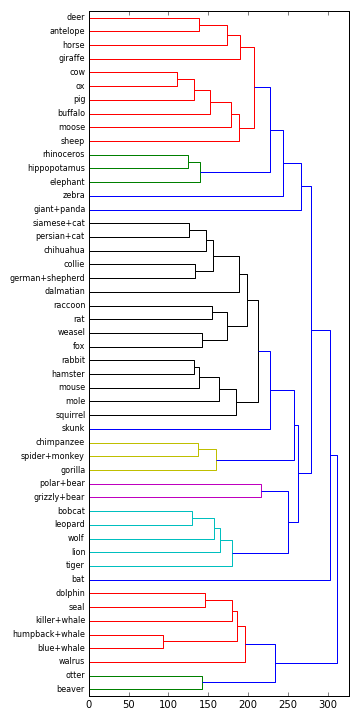 deer
antelope
horse
giraffe
cow
ox
pig
buffalo
moose
sheep
rhinoceros
hippopotamus
elephant
zebra
giant+panda
siamese+cat
persian+cat
chihuahua
collie
german+shepherd
dalmatian
raccoon
rat
weasel
fox
rabbit
hamster
mouse
mole
squirrel
skunk
chimpanzee
spider+monkey
gorilla
polar+bear
grizzly+bear
bobcat
leopard
wolf
lion
tiger
bat
dolphin
seal
killer+whale
humpback+whale
blue+whale
walrus
otter
beaver
0 50 100 150 200 250 300